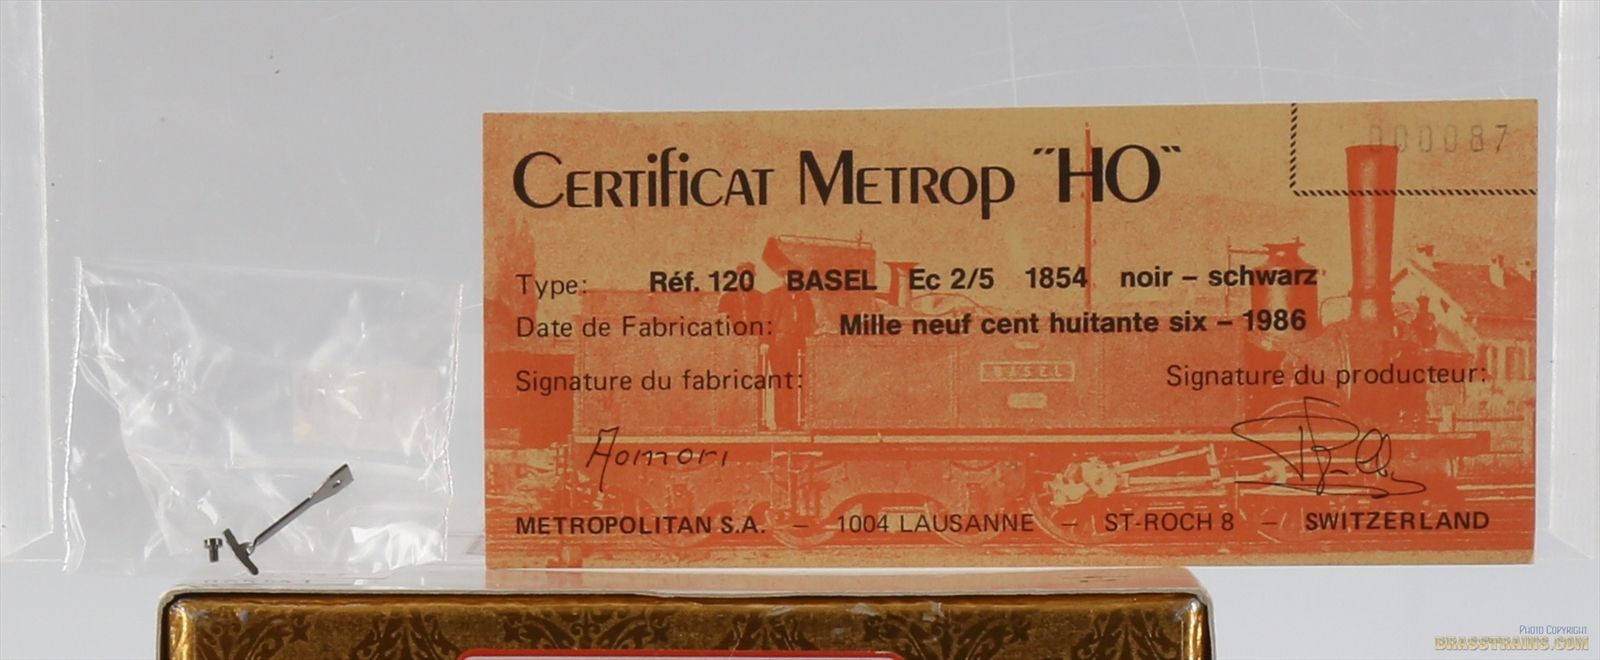 000087
CERTIFICAT METROP "HO"
Type: Réf. 120 BASEL Ec 2/5 1854 noir – schwarz
Date de Fabrication: Mille neuf cent huitante six – 1986
BASEL
Signature du fabricant: Signature du producteur:
Aomori
METROPOLITAN S.A. – 1004 LAUSANNE – ST-ROCH 8 – SWITZERLAND
PHOTO COPYRIGHT
BRASSTRAINS.COM